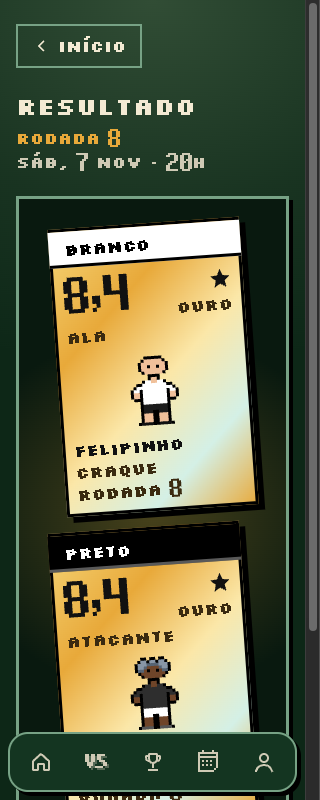 INÍCIO
RESULTADO
RODADA 8
SÁB, 7 NOV · 20H
BRANCO
8,4
OURO
ALA
FELIPINHO
CRAQUE
RODADA 8
PRETO
8,4
OURO
ATACANTE
VS